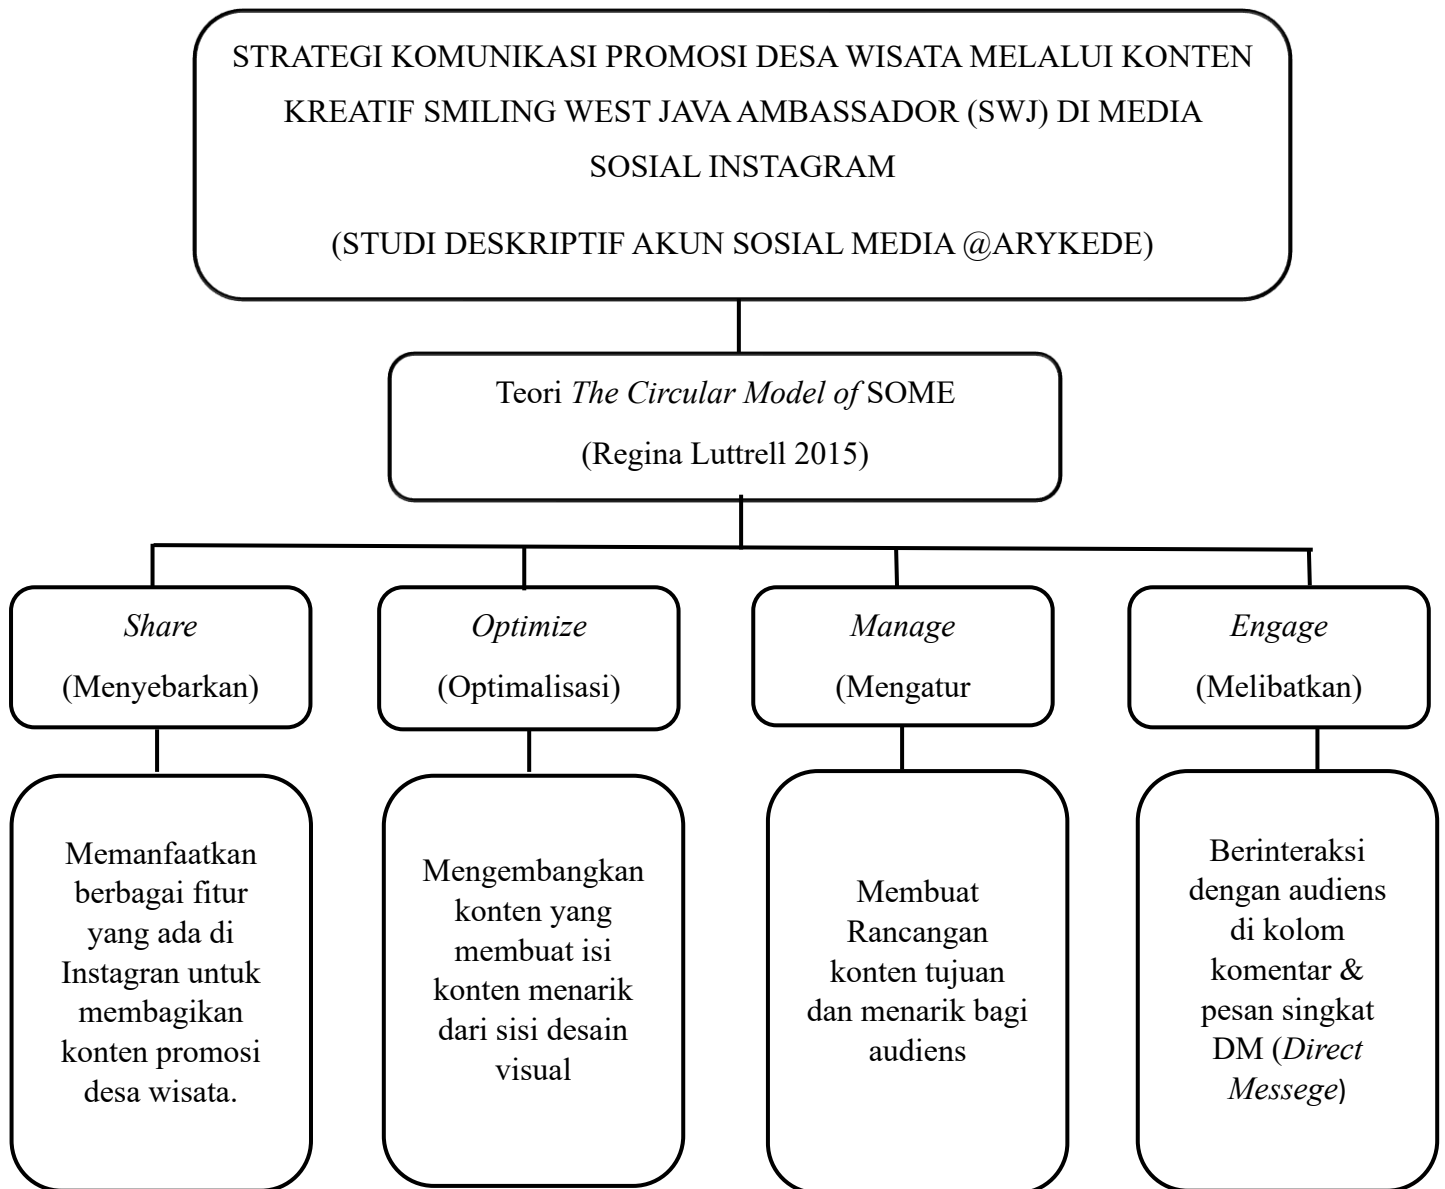 STRATEGI KOMUNIKASI PROMOSI DESA WISATA MELALUI KONTEN
KREATIF SMILING WEST JAVA AMBASSADOR (SWJ) DI MEDIA
SOSIAL INSTAGRAM
(STUDI DESKRIPTIF AKUN SOSIAL MEDIA @ARYKEDE)
Teori The Circular Model of SOME
(Regina Luttrell 2015)
Share
(Menyebarkan)
Optimize
(Optimalisasi)
Manage
(Mengatur
Engage
(Melibatkan)
Memanfaatkan
berbagai fitur
yang ada di
Instagran untuk
membagikan
konten promosi
desa wisata.
Mengembangkan
konten yang
membuat isi
konten menarik
dari sisi desain
visual
Membuat
Rancangan
konten tujuan
dan menarik bagi
audiens
Berinteraksi
dengan audiens
di kolom
komentar &
pesan singkat
DM (Direct
Messege)